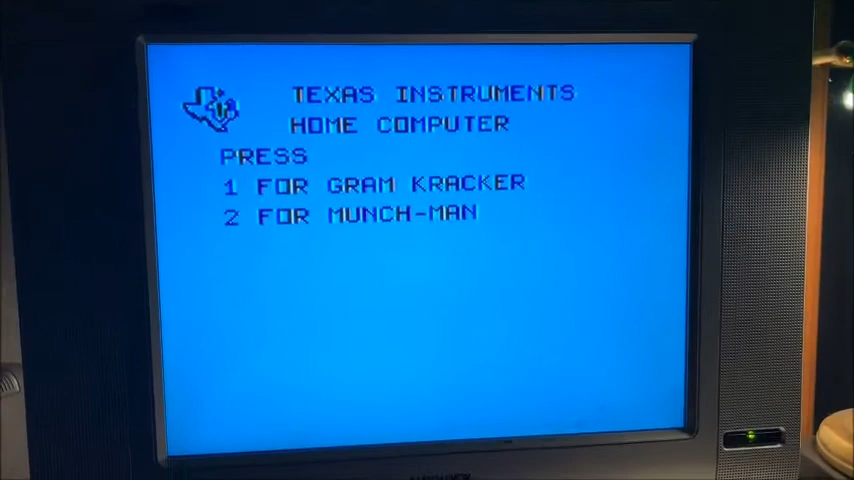 TEXAS INSTRUMENTS
HOME COMPUTER
PRESS
1 FOR GRAM KRACKER
2 FOR MUNCH-MAN